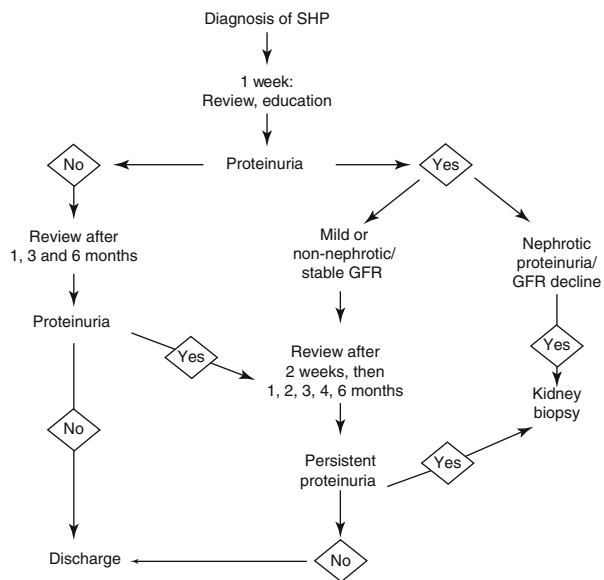 Diagnosis of SHP
1 week:
Review, education
No
Proteinuria
Yes
Review after
1, 3 and 6 months
Mild or
non-nephrotic/
stable GFR
Nephrotic
proteinuria/
GFR decline
Proteinuria
Yes
Review after
2 weeks, then
1, 2, 3, 4, 6 months
Yes
Kidney
biopsy
No
Persistent
proteinuria
Yes
Discharge
No